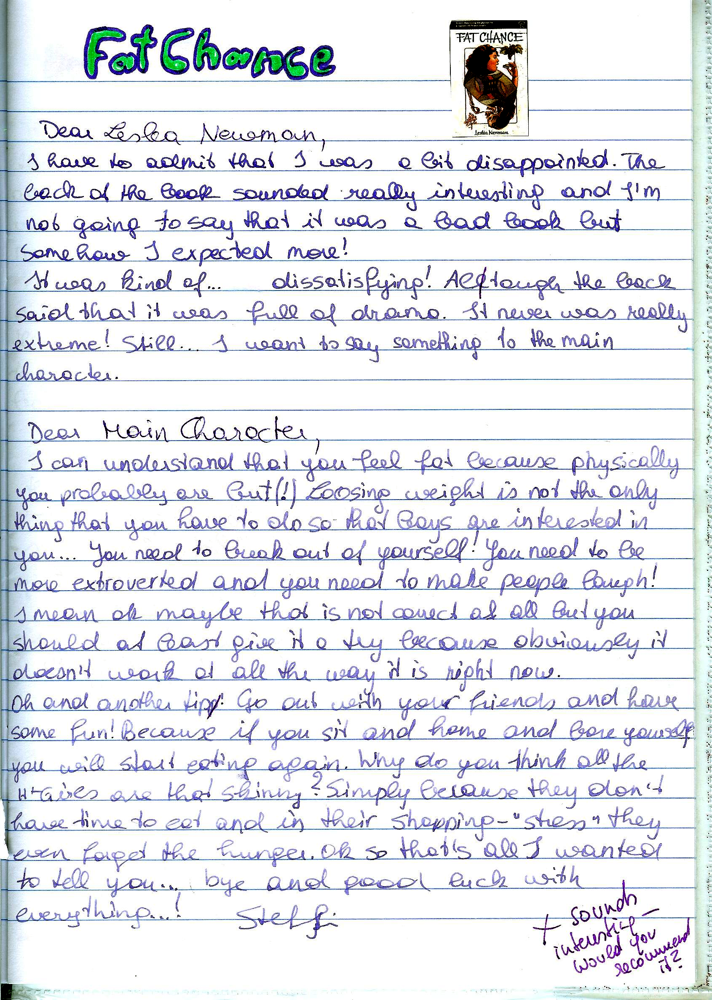 Fat Chance
FAT CHANCE
Lesléa Newman
Dear Leslea Newman,
I have to admit that I was a bit disappointed. The
back of the book sounded really interesting and I'm
not going to say that it was a bad book but
somehow I expected more!
It was kind of... dissatisfying! Altough the back
said that it was full of drama. It never was really
extreme! Still... I want to say something to the main
character.
Dear Main Character,
I can understand that you feel fat because physically
you probably are but(!) Loosing weight is not the only
thing that you have to do so that boys are interested in
you... You need to break out of yourself! You need to be
more extroverted and you need to make people laugh!
I mean ok maybe that is not correct at all but you
should at least give it a try because obviously it
doesn't work at all the way it is right now.
Oh and another tip! Go out with your friends and have
some fun! Because if you sit and home and bore yourself
you will start eating again. Why do you think all the
It-Girls are that skinny? Simply because they don't
have time to eat and in their shopping-"stress" they
even forget the hunger. Ok so that's all I wanted
to tell you... bye and good luck with
everything...! Steffi
+ sounds
interesting –
would you
recommend
it?